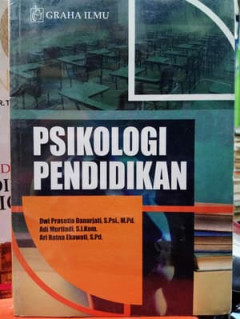 GRAHA ILMU
PSIKOLOGI
PENDIDIKAN
Dwi Prasetia Danarjati, S.Psi., M.Pd.
Adi Murtiadi, S.I.Kom.
Ari Ratna Ekawati, S.Pd.